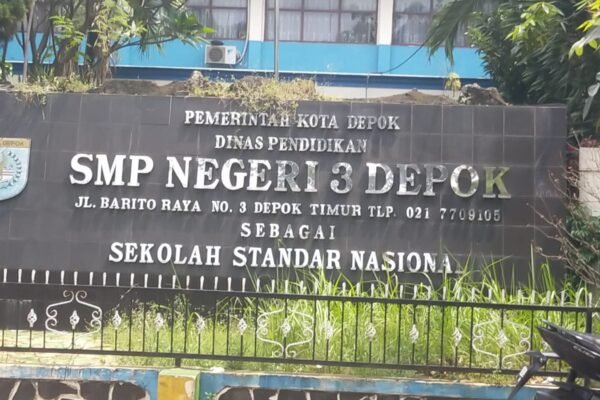 PEMERINTAH KOTA DEPOK
DINAS PENDIDIKAN
DEPOK
SMP NEGERI 3 DEPOK
JL. BARITO RAYA NO. 3 DEPOK TIMUR TLP. 021 7709105
SEBAGAI
SEKOLAH STANDAR NASIONA